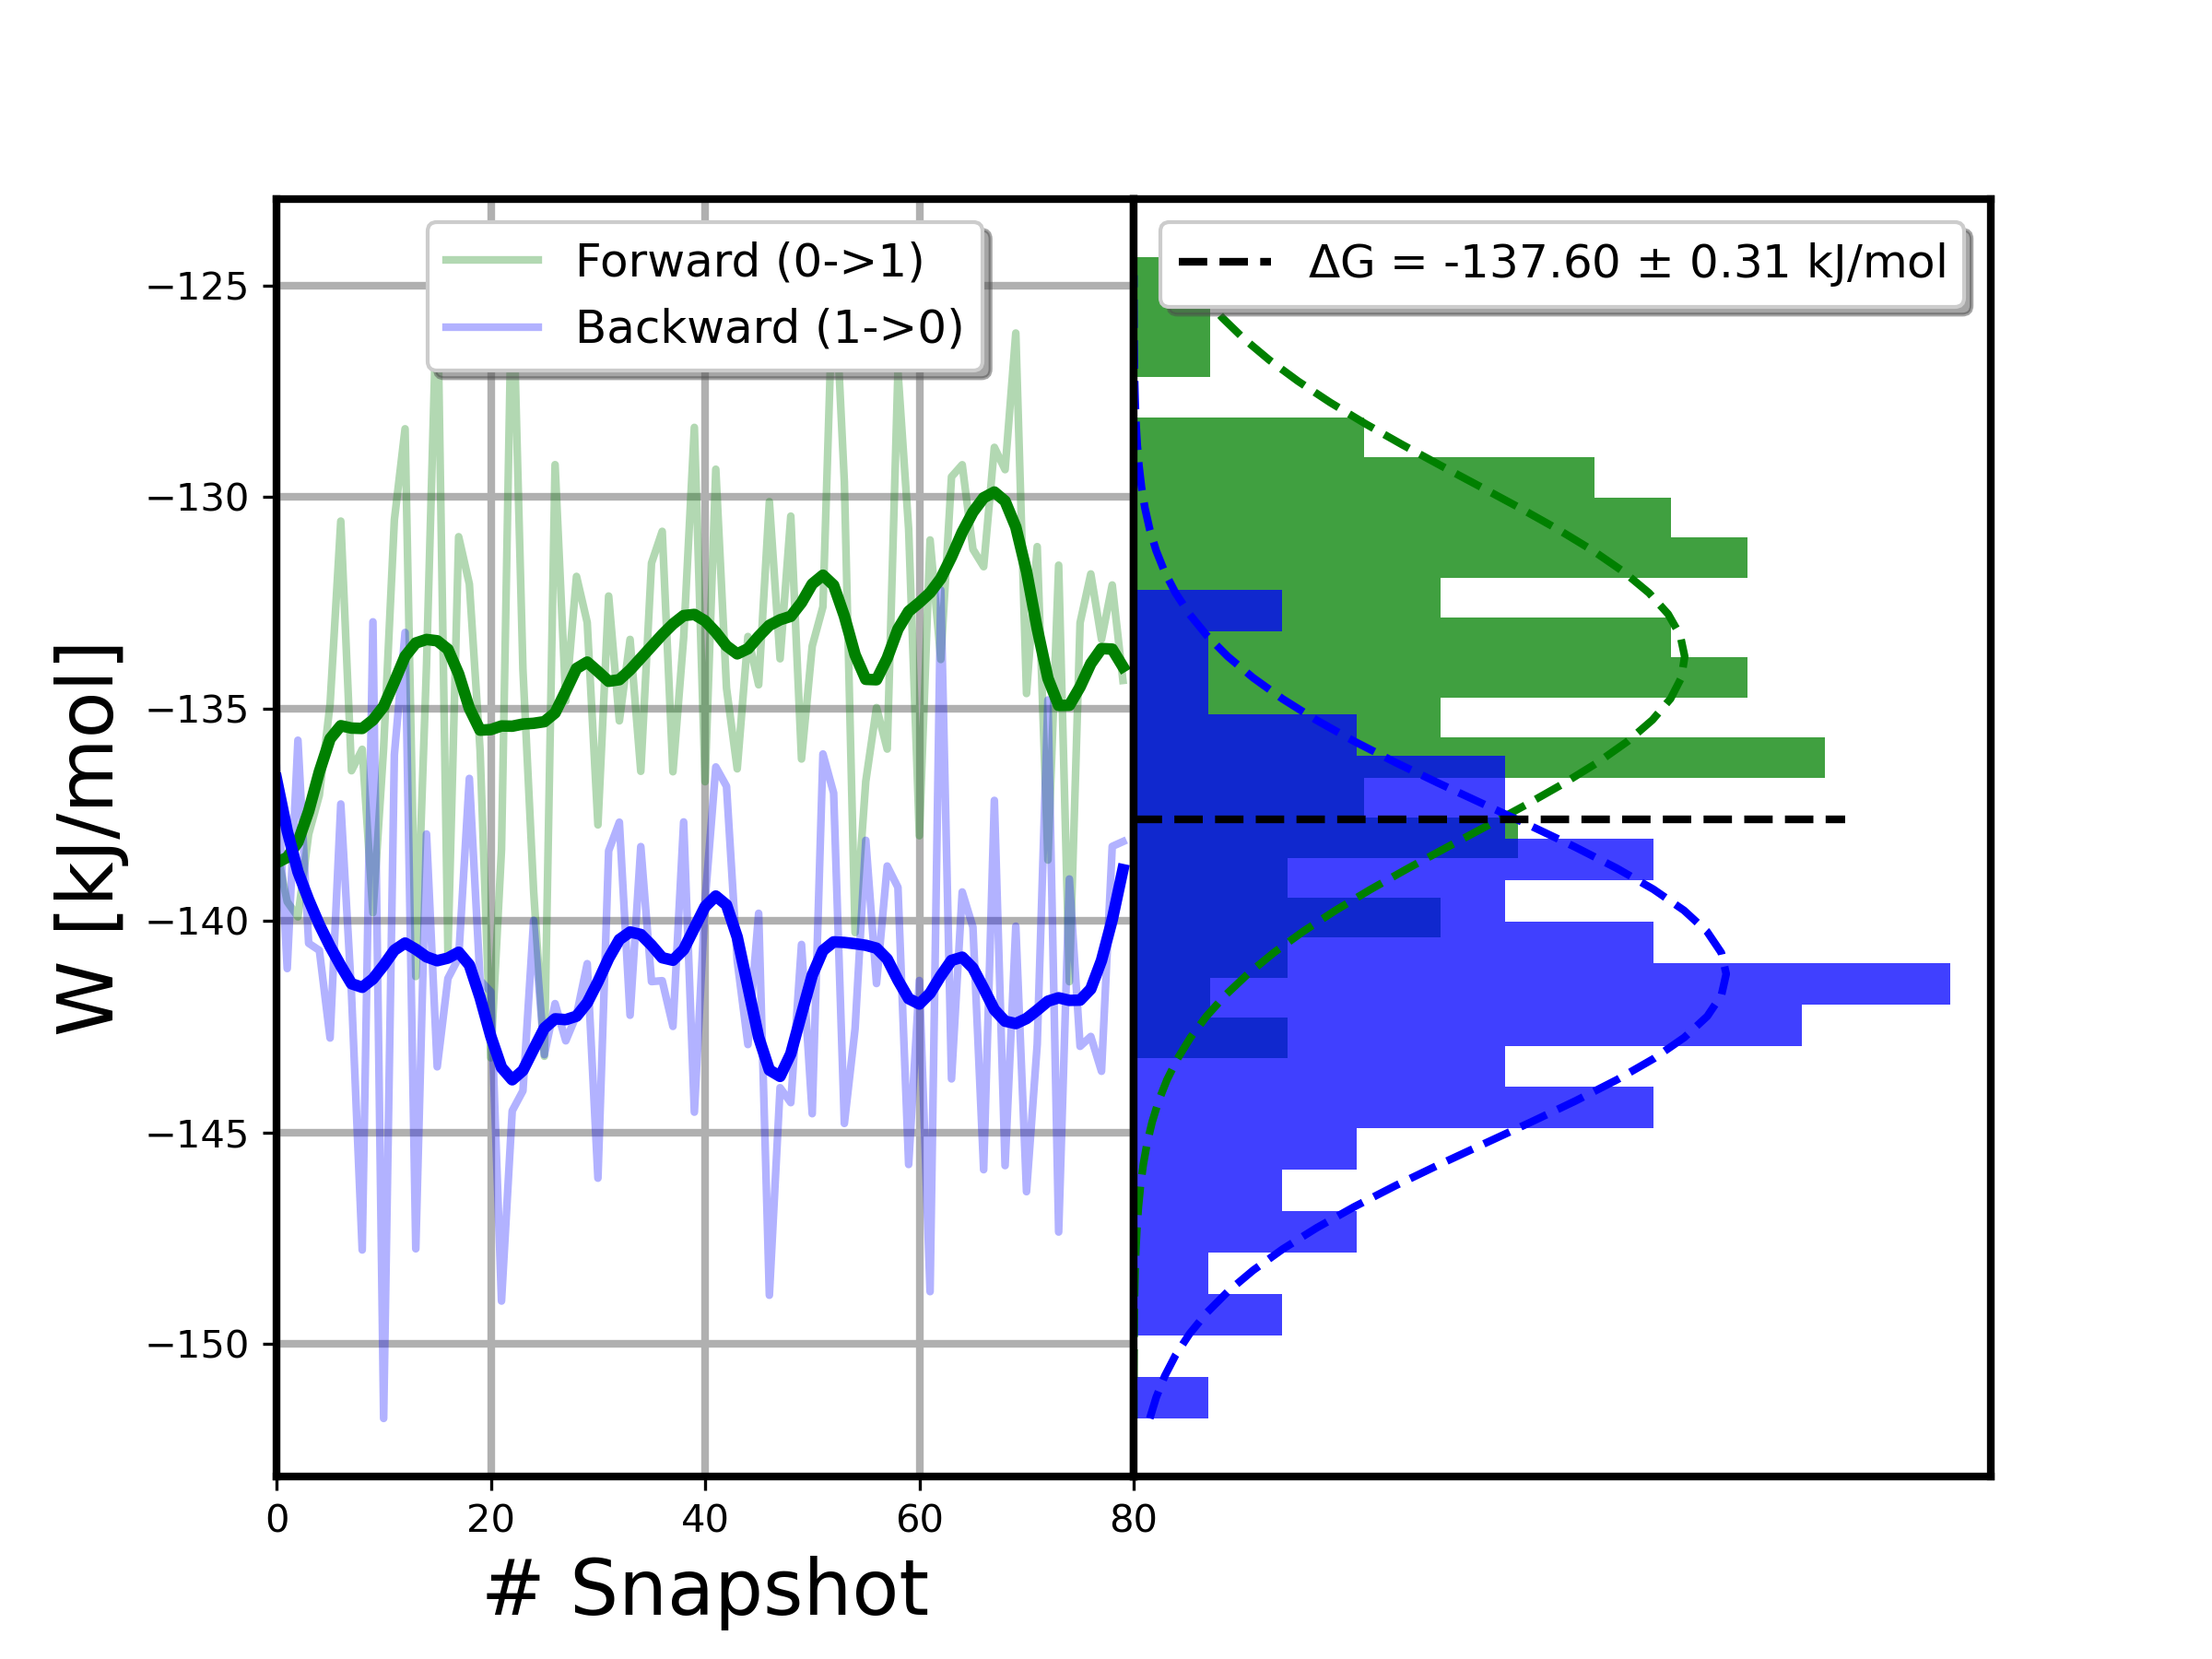 Forward (0->1)
Backward (1->0)
ΔG = -137.60 ± 0.31 kJ/mol
W [kJ/mol]
−125
−130
−135
−140
−145
−150
0
20
40
60
80
# Snapshot